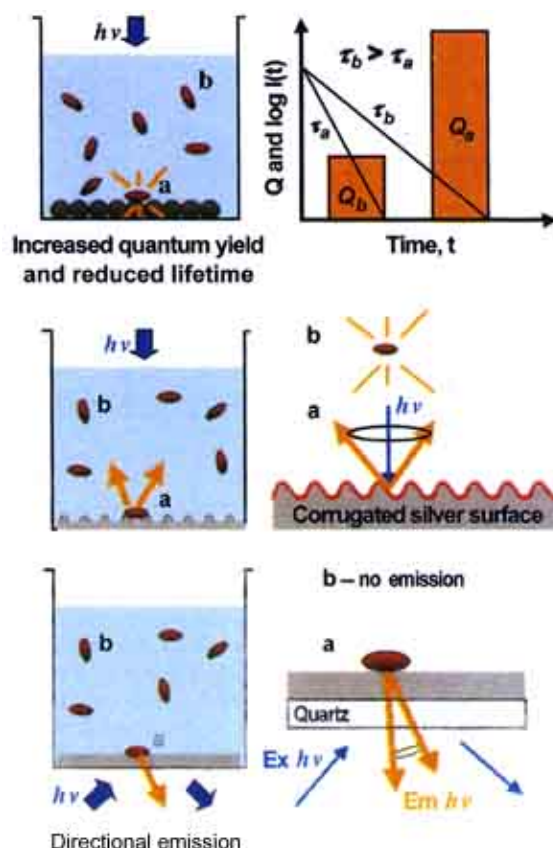 hν
b
a
Increased quantum yield
and reduced lifetime
Q and log I(t)
τb > τa
τa
τb
Qb
Qa
Time, t
hν
b
a
b
a
hν
Corrugated silver surface
b
a
hν
Directional emission
b – no emission
a
Quartz
Ex hν
Em hν